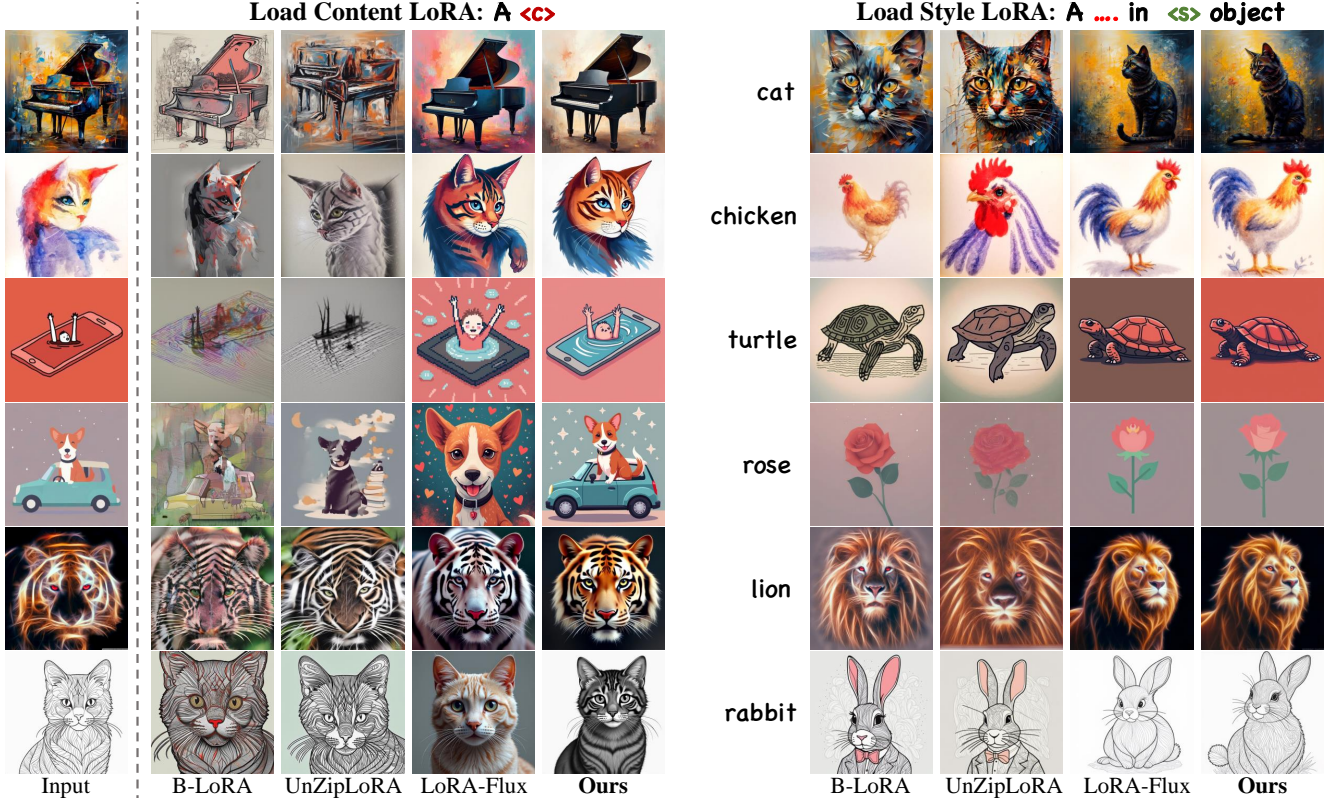 Load Content LoRA: A <c>
Load Style LoRA: A .... in <s> object
cat
chicken
turtle
rose
lion
rabbit
Input
B-LoRA
UnZipLoRA
LoRA-Flux
Ours
B-LoRA
UnZipLoRA
LoRA-Flux
Ours